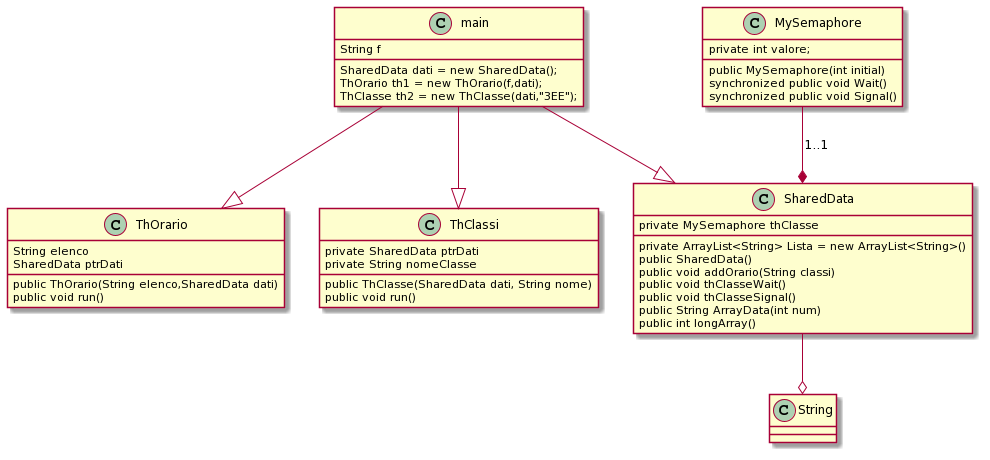 C main
String f
SharedData dati = new SharedData();
ThOrario th1 = new ThOrario(f,dati);
ThClasse th2 = new ThClasse(dati,"3EE");
C MySemaphore
private int valore;
public MySemaphore(int initial)
synchronized public void Wait()
synchronized public void Signal()
1..1
C ThOrario
String elenco
SharedData ptrDati
public ThOrario(String elenco,SharedData dati)
public void run()
C ThClassi
private SharedData ptrDati
private String nomeClasse
public ThClasse(SharedData dati, String nome)
public void run()
C SharedData
private MySemaphore thClasse
private ArrayList<String> Lista = new ArrayList<String>()
public SharedData()
public void addOrario(String classi)
public void thClasseWait()
public void thClasseSignal()
public String ArrayData(int num)
public int longArray()
C String